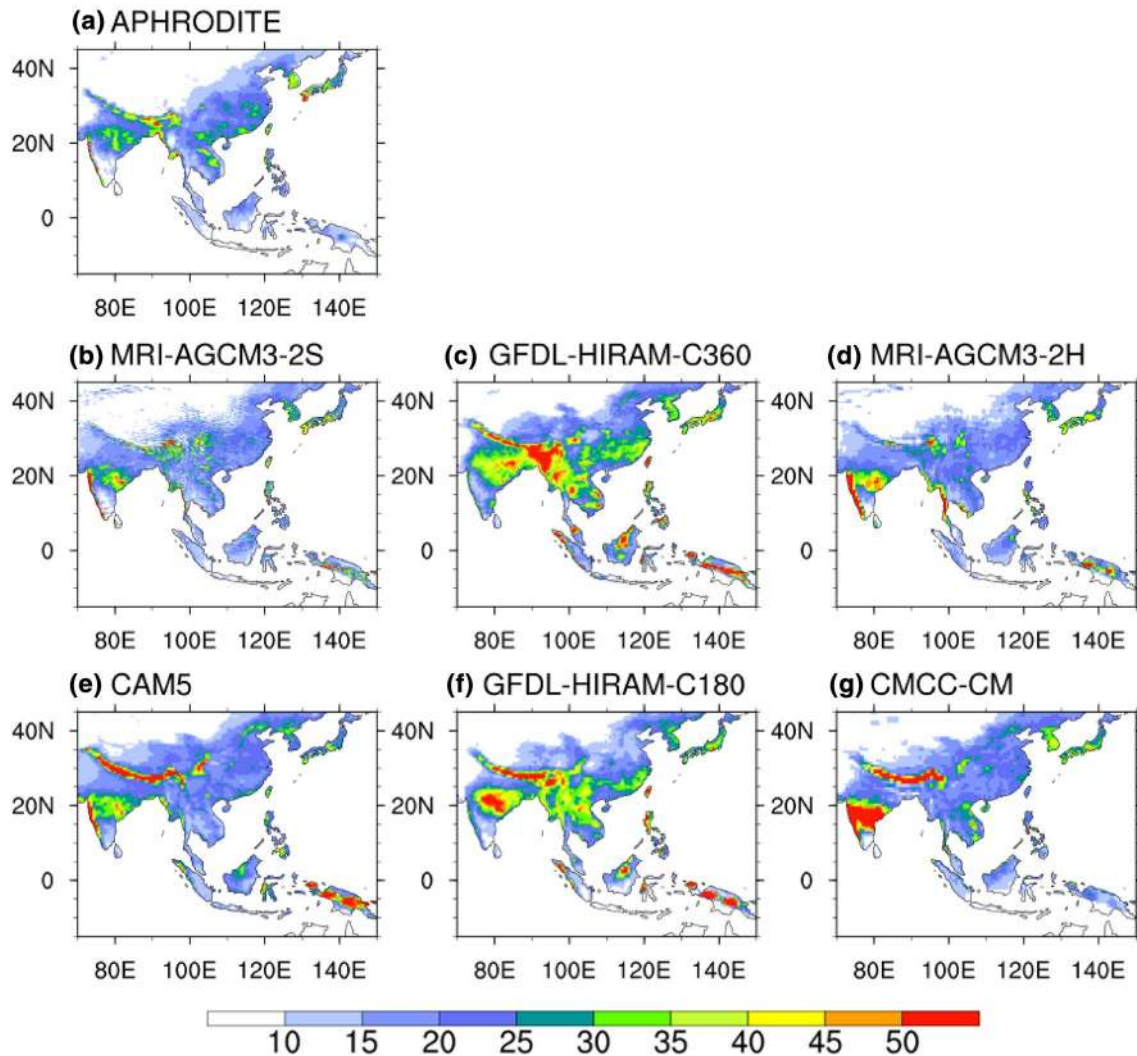 (a) APHRODITE
40N
20N
0
80E 100E 120E 140E
(b) MRI-AGCM3-2S (c) GFDL-HIRAM-C360 (d) MRI-AGCM3-2H
40N 40N 40N
20N 20N 20N
0 0 0
80E 100E 120E 140E 80E 100E 120E 140E 80E 100E 120E 140E
(e) CAM5 (f) GFDL-HIRAM-C180 (g) CMCC-CM
40N 40N 40N
20N 20N 20N
0 0 0
80E 100E 120E 140E 80E 100E 120E 140E 80E 100E 120E 140E
10 15 20 25 30 35 40 45 50